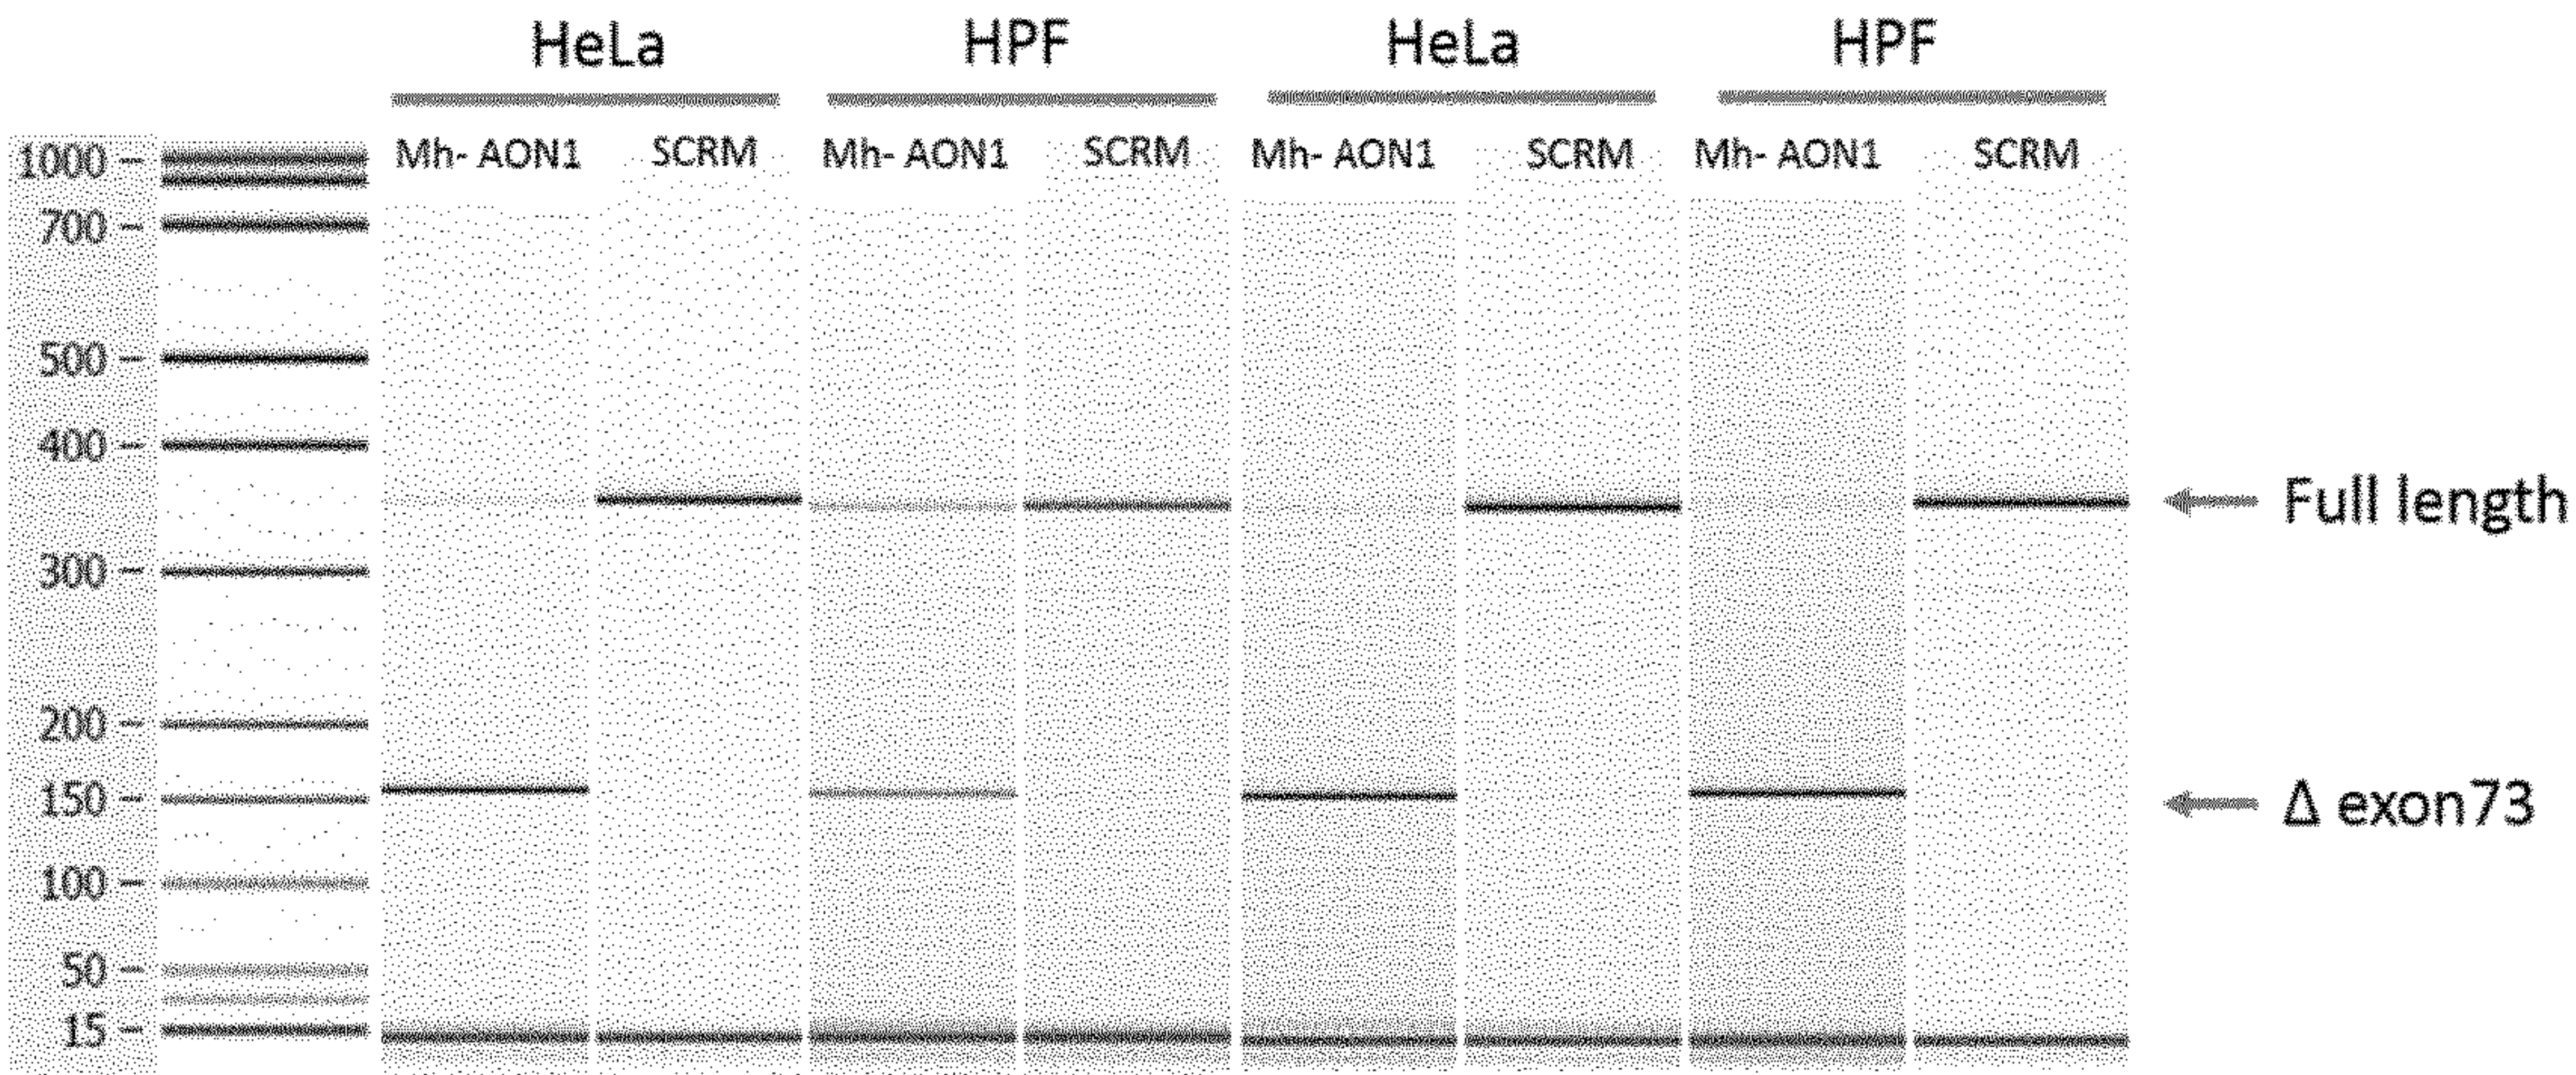 HeLa HPF HeLa HPF
Mh- AON1 SCRM Mh- AON1 SCRM Mh- AON1 SCRM Mh- AON1 SCRM
1000
700
500
400
Full length
300
200
150
Δ exon73
100
50
15